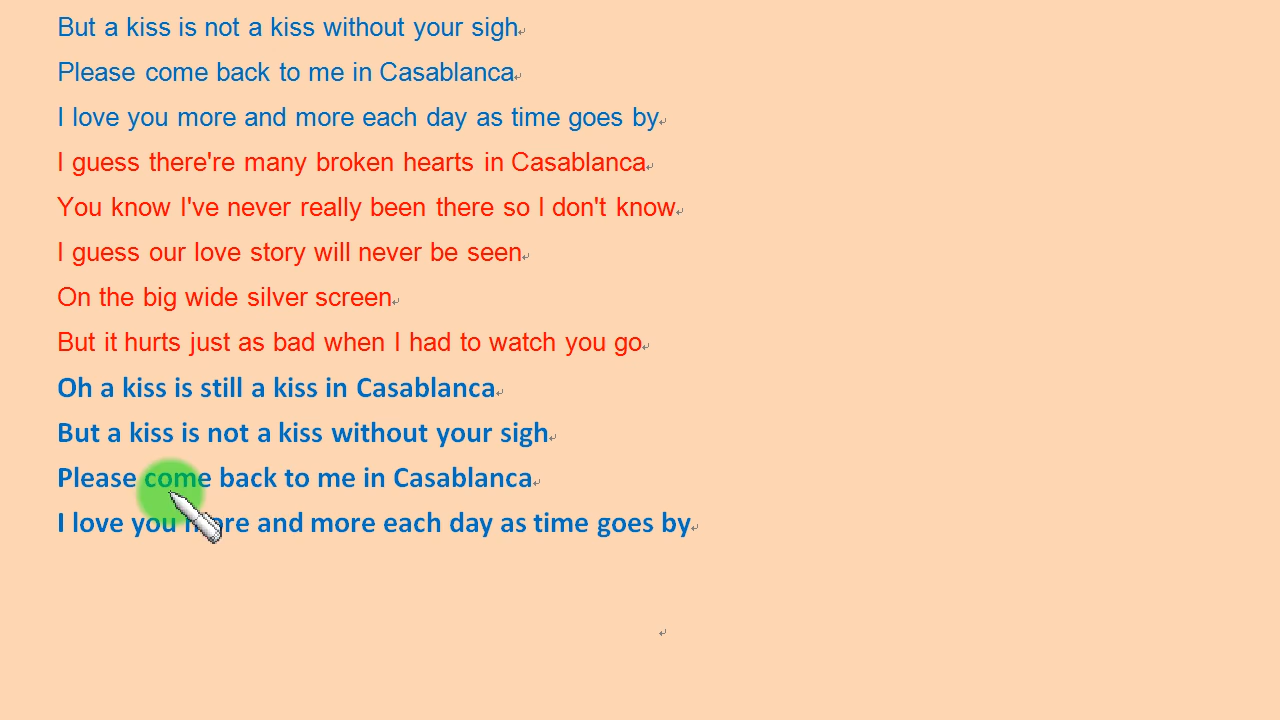 But a kiss is not a kiss without your sigh
Please come back to me in Casablanca
I love you more and more each day as time goes by
I guess there're many broken hearts in Casablanca
You know I've never really been there so I don't know
I guess our love story will never be seen
On the big wide silver screen
But it hurts just as bad when I had to watch you go
Oh a kiss is still a kiss in Casablanca
But a kiss is not a kiss without your sigh
Please come back to me in Casablanca
I love you more and more each day as time goes by